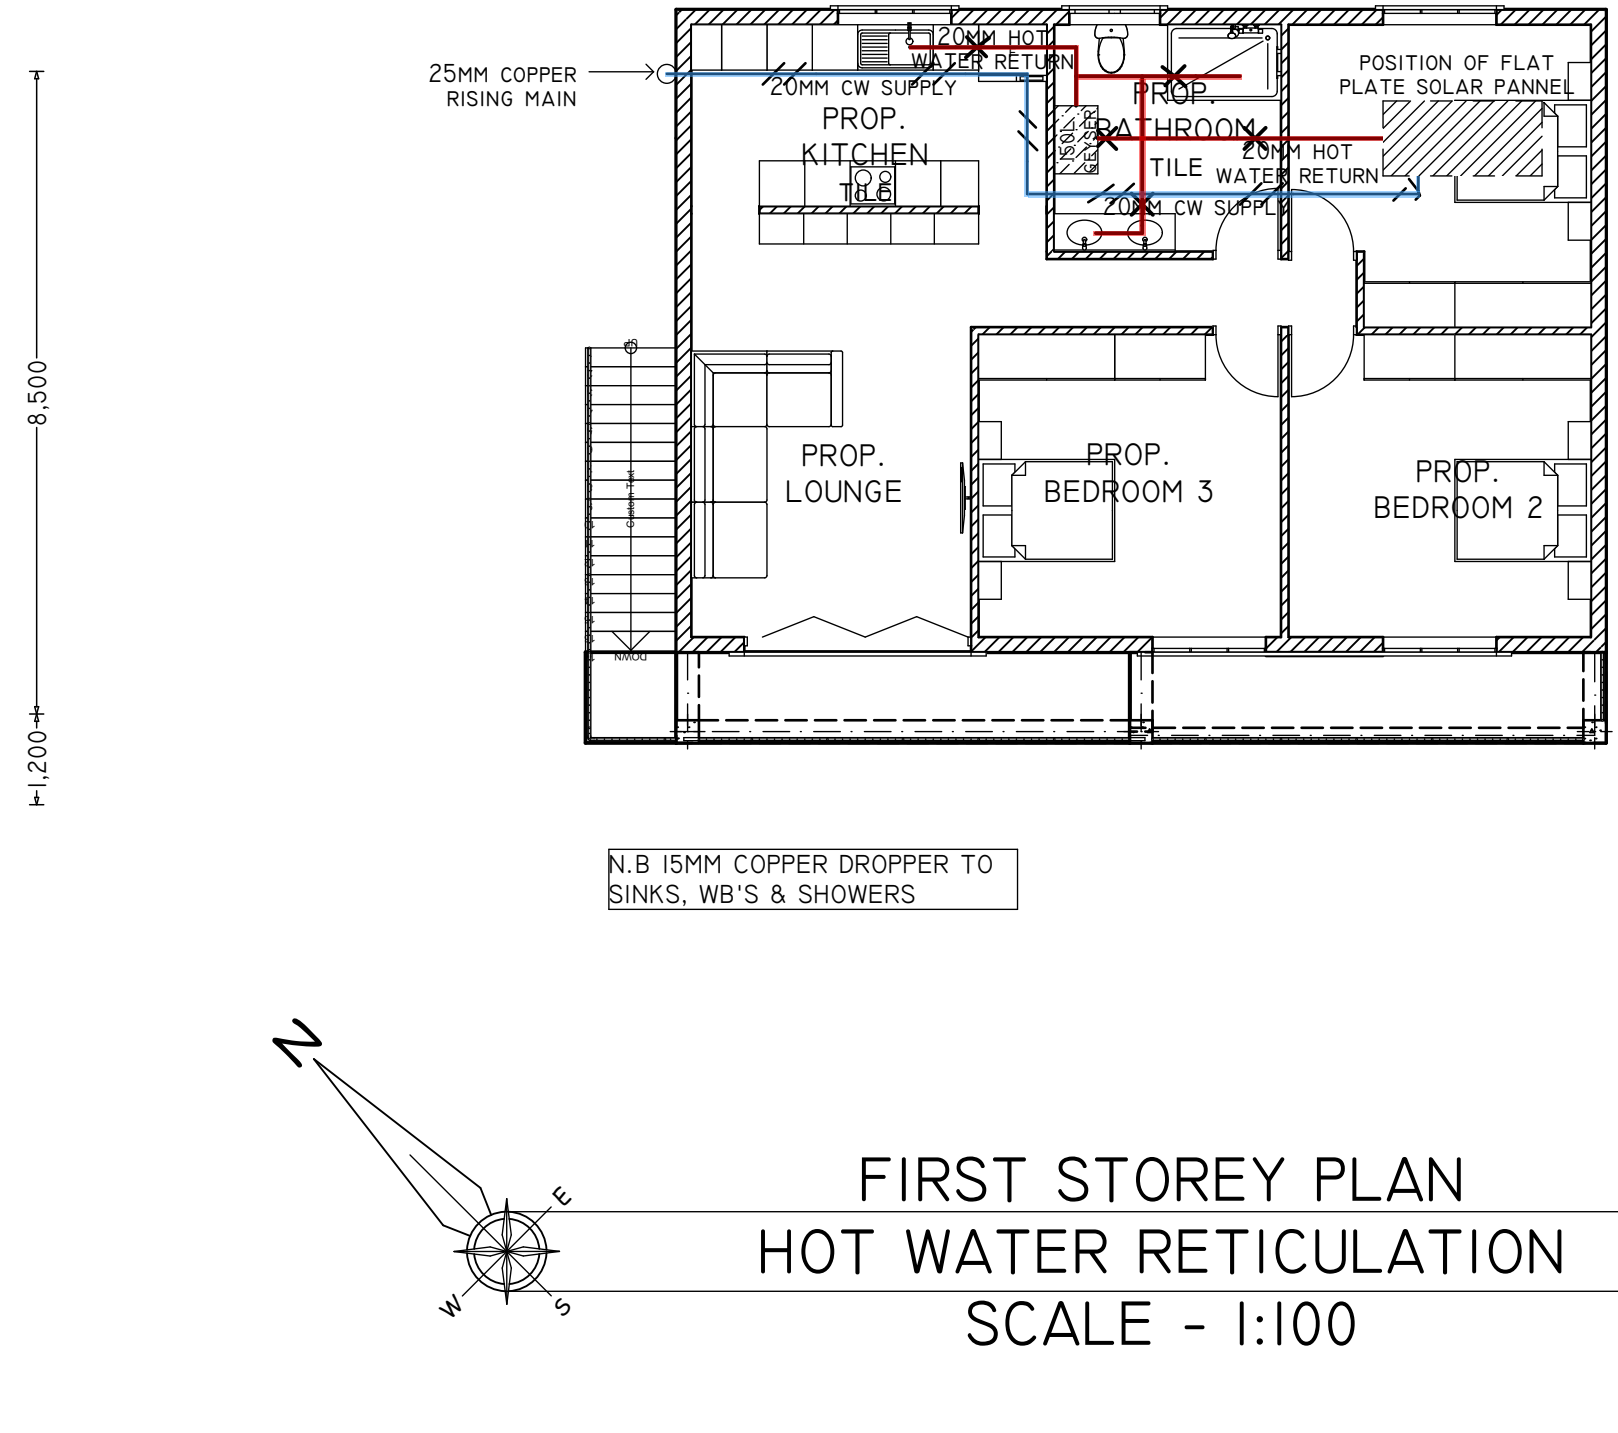 20MM HOT
WATER RETURN
25MM COPPER
RISING MAIN
20MM CW SUPPLY
POSITION OF FLAT
PLATE SOLAR PANNEL
PROP.
KITCHEN
TILE
150L
GEYSER
PROP.
BATHROOM
TILE
20MM HOT
WATER RETURN
20MM CW SUPPLY
8,500
1,200
Custom Text
DOWN
PROP.
LOUNGE
PROP.
BEDROOM 3
PROP.
BEDROOM 2
N.B 15MM COPPER DROPPER TO
SINKS, WB'S & SHOWERS
N
E
W
S
FIRST STOREY PLAN
HOT WATER RETICULATION
SCALE - 1:100